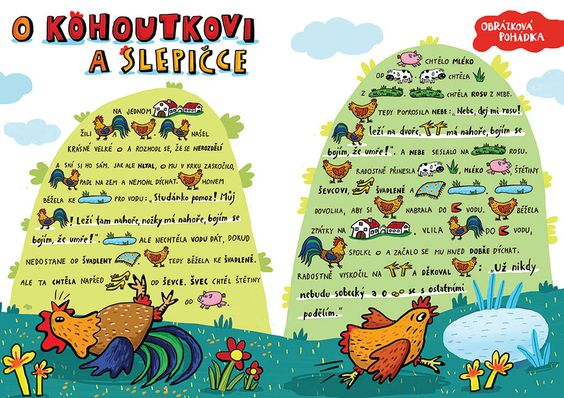 O KOHOUTKOVI
A SLEPIČCE
NA JEDNOM
ŽILI NAŠEL
KRÁSNÉ VELKÉ O A ROZHODL SE, ŽE SE NEROZDĚLÍ
A SNÍ SI HO SÁM. JAK ALE HLTAL, O MU V KRKU ZASKOČILO.
PADL NA ZEM A NEMOHL DÝCHAT. HONEM
BĚŽELA KE PRO VODU: „Studánko pomoz! Můj
! Leží tam nahoře, nožky má nahoře, bojím se
bojím, že umře!“. ALE NECHTĚLA VODU DÁT, DOKUD
NEDOSTANE OD ŠVADLENY TEDY BĚŽELA KE ŠVADLENĚ.
ALE TA CHTĚLA NAPŘED OD ŠEVCE. ŠVEC CHTĚL ŠTĚTINY
OD
OBRÁZKOVÁ
POHÁDKA
CHTĚLO MLÉKO
OD CHTĚLA
Z CHTĚLA ROSU Z NEBE.
TEDY POPROSILA NEBE: „Nebe, dej mi rosu!
leží na dvoře, má nahoře, bojím se
bojím, že umře!“. A NEBE SESLALO NA ROSU.
RADOSTNĚ PŘINESLA MLÉKO ŠTĚTINY
ŠEVCOVI, ŠVADLENĚ A
DOVOLILA, ABY SI NABRALA DO VODU. BĚŽELA
ZPÁTKY NA VLILA DO VODU.
SPOLKL O A ZAČALO SE MU HNED DOBŘE DÝCHAT.
RADOSTNĚ VYSKOČIL NA A DĚKOVAL : „Už nikdy
nebudu sobecký a o se s ostatními
podělím.“